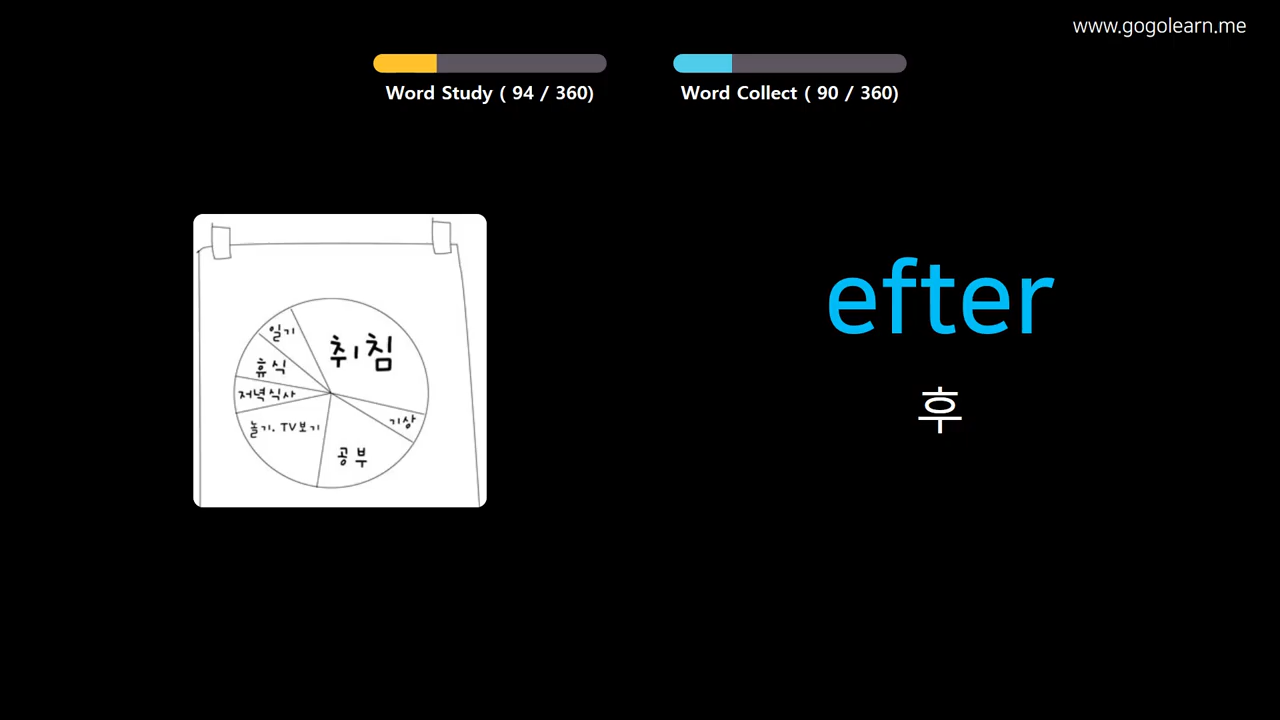 www.gogolearn.me
Word Study ( 94 / 360)
Word Collect ( 90 / 360)
일기
취침
휴식
저녁식사
기상
놀기. TV보기
공부
efter
후